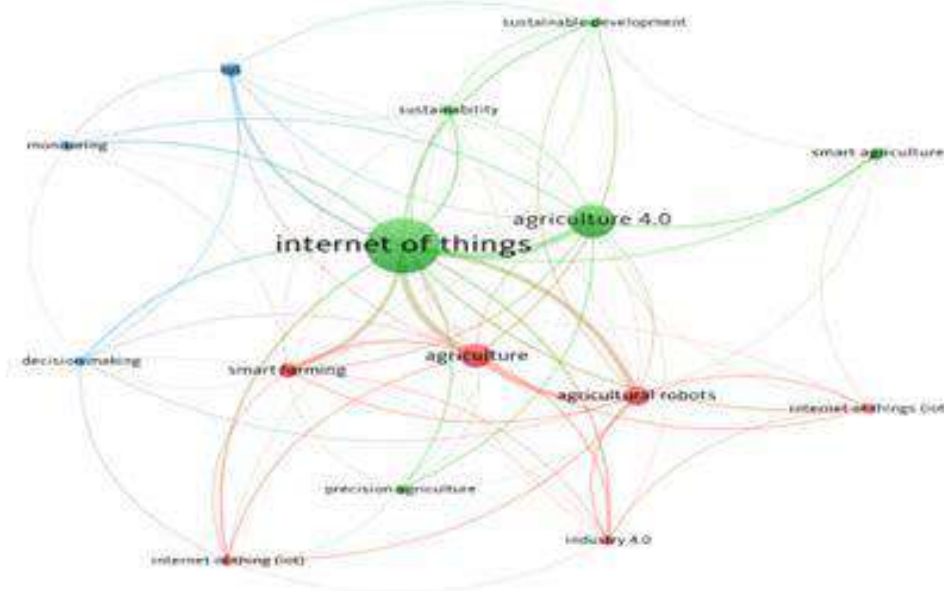 sustainable development
sustainability
monitoring
smart agriculture
agriculture 4.0
internet of things
decision making
smart farming
agriculture
agricultural robots
internet of things (iot
precision agriculture
industry 4.0
internet of thing (iot)